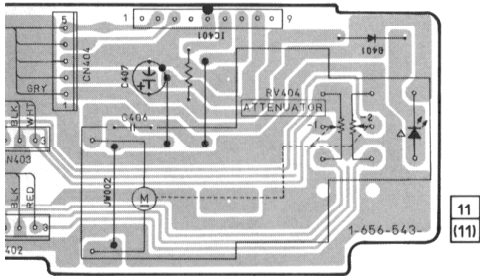 5
1
9
IC401
D401
CN404
C407
GRY
1
RV404
ATTENUATOR
C406
-1
-2
BLK
WHT
3
N403
JW002
M
BLK
RED
3
402
1-656-543-
11
(11)